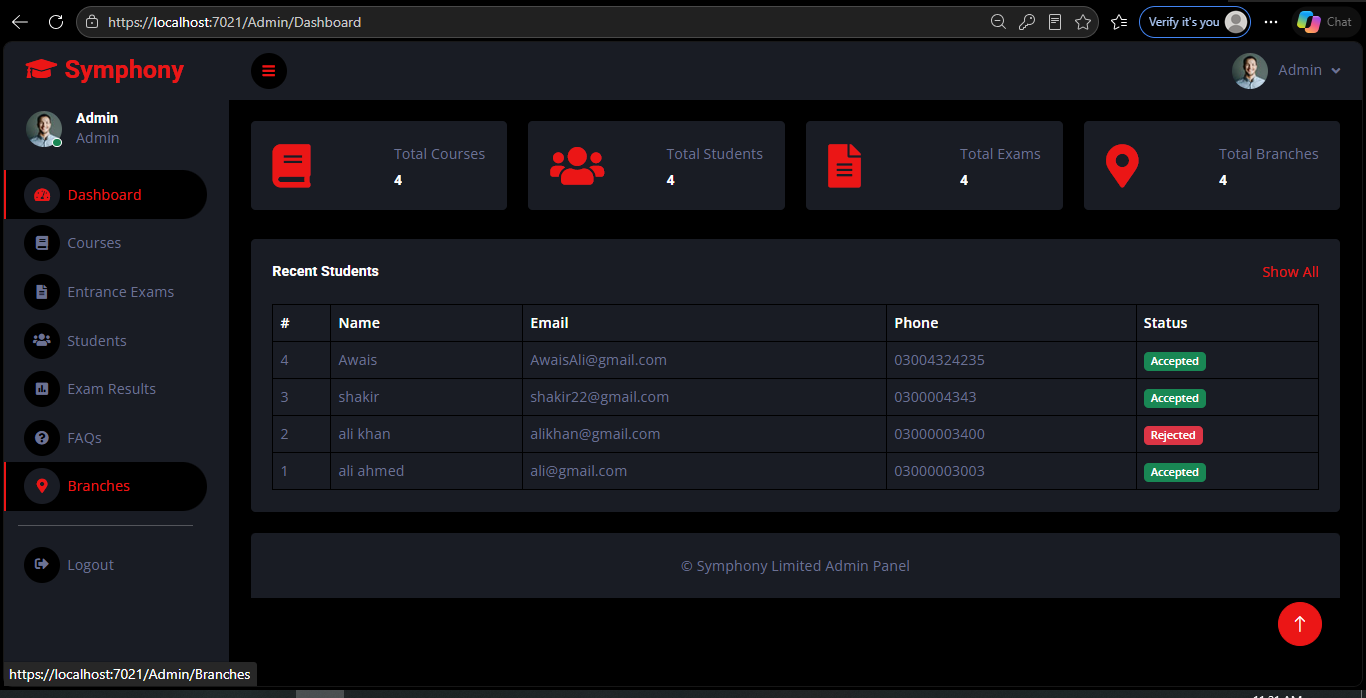 https://localhost:7021/Admin/Dashboard
Verify it's you
Chat
Symphony
Admin
Admin
Admin
Dashboard
Courses
Entrance Exams
Students
Exam Results
FAQs
Branches
Logout
Total Courses
4
Total Students
4
Total Exams
4
Total Branches
4
Recent Students
Show All
# Name Email Phone Status
4 Awais AwaisAli@gmail.com 03004324235 Accepted
3 shakir shakir22@gmail.com 0300004343 Accepted
2 ali khan alikhan@gmail.com 03000003400 Rejected
1 ali ahmed ali@gmail.com 03000003003 Accepted
© Symphony Limited Admin Panel
https://localhost:7021/Admin/Branches